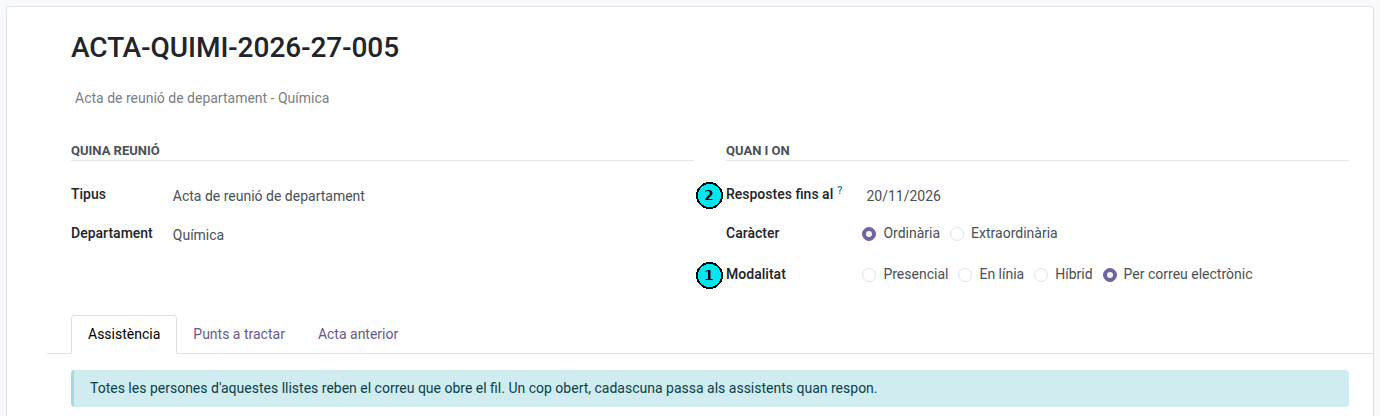 ACTA-QUIMI-2026-27-005
Acta de reunió de departament - Química
QUINA REUNIÓ
Tipus Acta de reunió de departament
Departament Química
QUAN I ON
2 Respostes fins al ? 20/11/2026
Caràcter Ordinària Extraordinària
1 Modalitat Presencial En línia Híbrid Per correu electrònic
Assistència Punts a tractar Acta anterior
Totes les persones d'aquestes llistes reben el correu que obre el fil. Un cop obert, cadascuna passa als assistents quan respon.